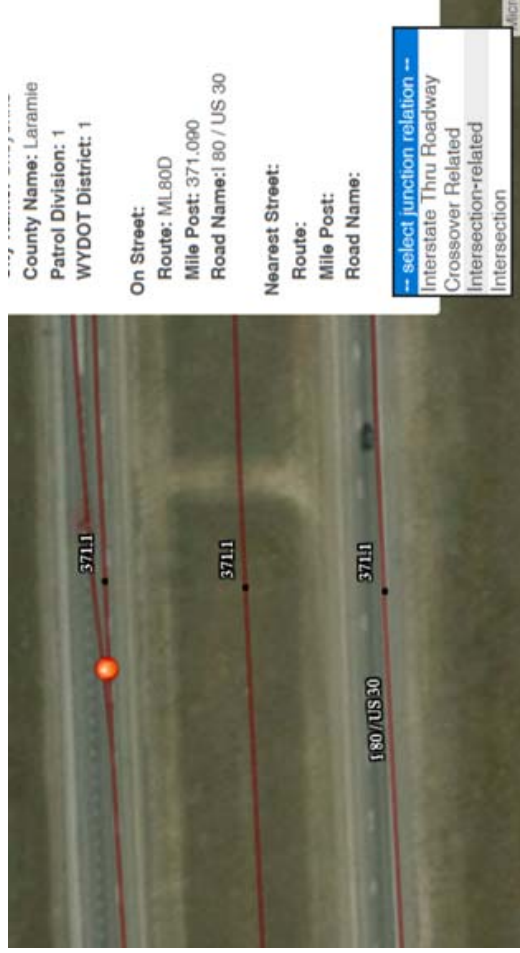 County Name: Laramie
Patrol Division: 1
WYDOT District: 1
On Street:
Route: ML80D
Mile Post: 371.090
Road Name:I 80 / US 30
Nearest Street:
Route:
Mile Post:
Road Name:
-- select junction relation --
Interstate Thru Roadway
Crossover Related
Intersection-related
Intersection
371.1
371.1
371.1
I 80 / US 30